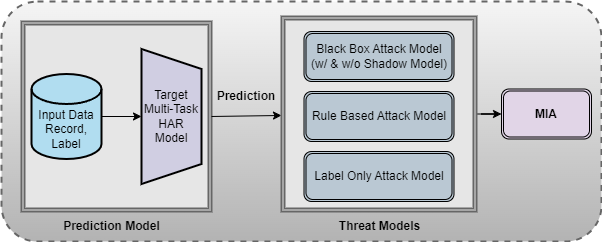 Input Data
Record,
Label
Target
Multi-Task
HAR
Model
Prediction Model
Prediction
Black Box Attack Model
(w/ & w/o Shadow Model)
Rule Based Attack Model
Label Only Attack Model
Threat Models
MIA